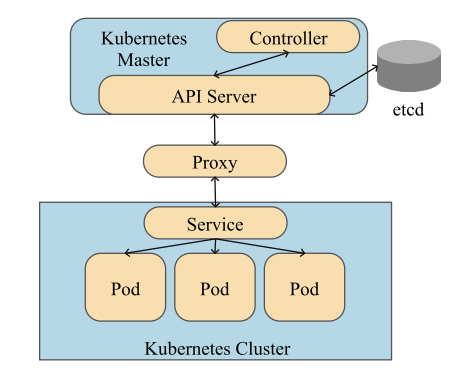 Kubernetes
Master
Controller
API Server
etcd
Proxy
Service
Pod
Pod
Pod
Kubernetes Cluster